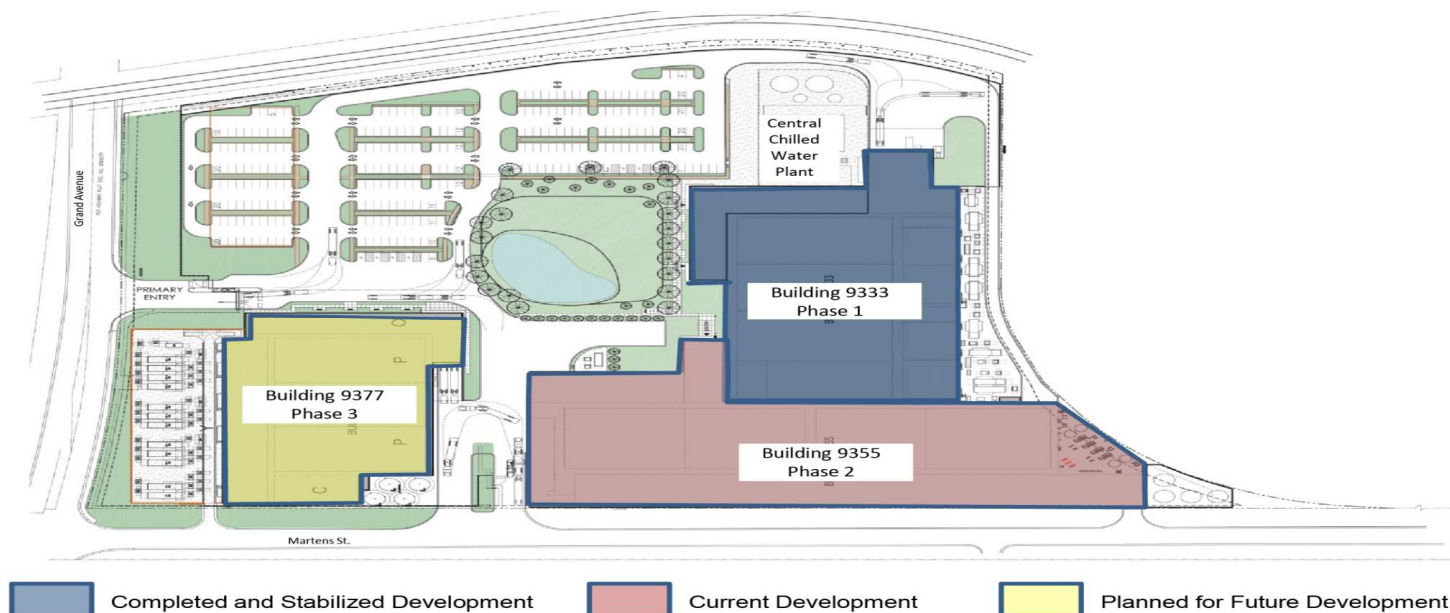 Central
Chilled
Water
Plant
Grand Avenue
PRIMARY
ENTRY
Building 9333
Phase 1
Building 9377
Phase 3
Building 9355
Phase 2
Martens St.
Completed and Stabilized Development
Current Development
Planned for Future Development